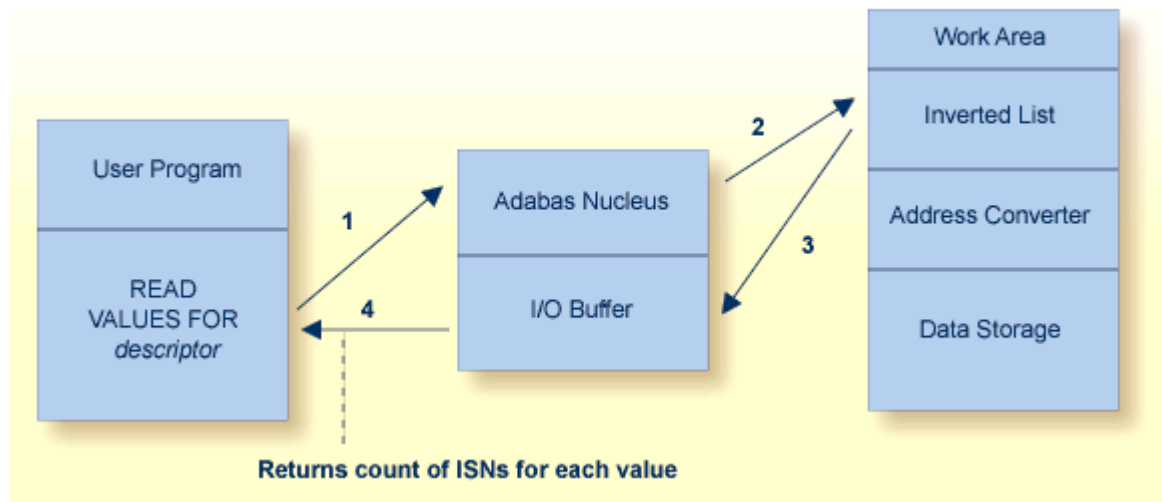 User Program
READ
VALUES FOR
descriptor
1
4
Adabas Nucleus
I/O Buffer
2
3
Work Area
Inverted List
Address Converter
Data Storage
Returns count of ISNs for each value